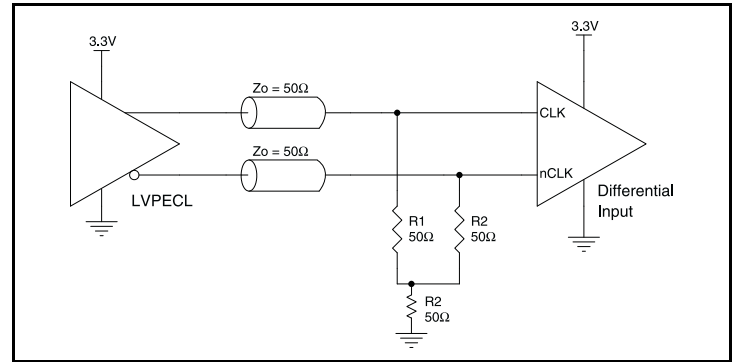 3.3V
3.3V
Zo = 50Ω
CLK
Zo = 50Ω
nCLK
LVPECL
Differential
Input
R1
50Ω
R2
50Ω
R2
50Ω